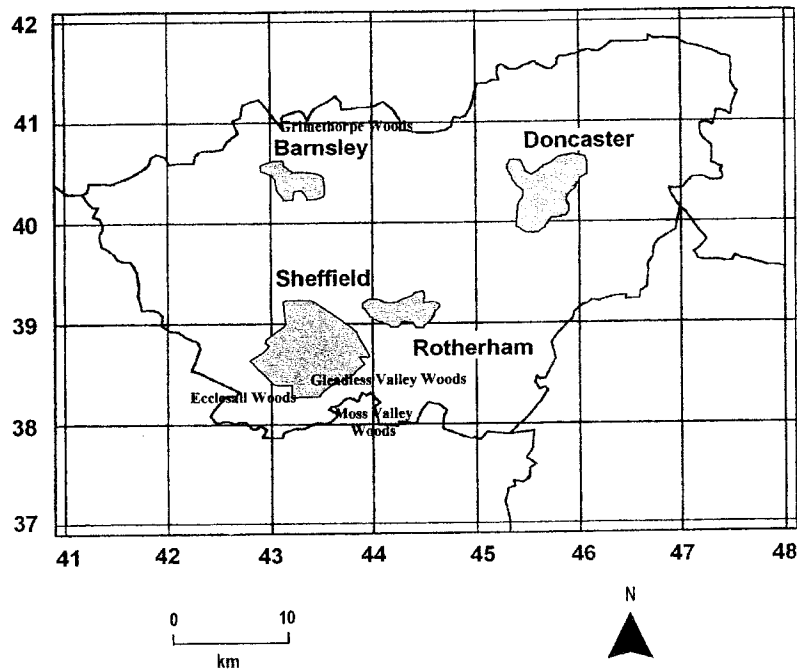 42
41
Grimethorpe Woods
Barnsley
Doncaster
40
Sheffield
39
Rotherham
Gleadless Valley Woods
Ecclesall Woods
Moss Valley
Woods
38
37
41 42 43 44 45 46 47 48
0 10
km
N